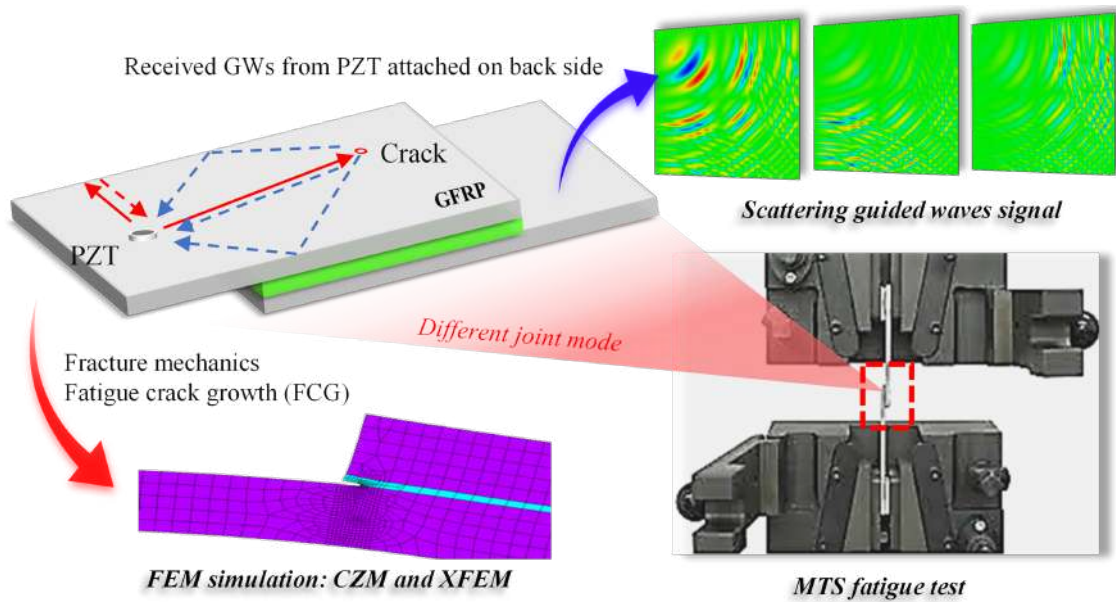 Received GWs from PZT attached on back side
Crack
GFRP
PZT
Scattering guided waves signal
Different joint mode
Fracture mechanics
Fatigue crack growth (FCG)
FEM simulation: CZM and XFEM
MTS fatigue test